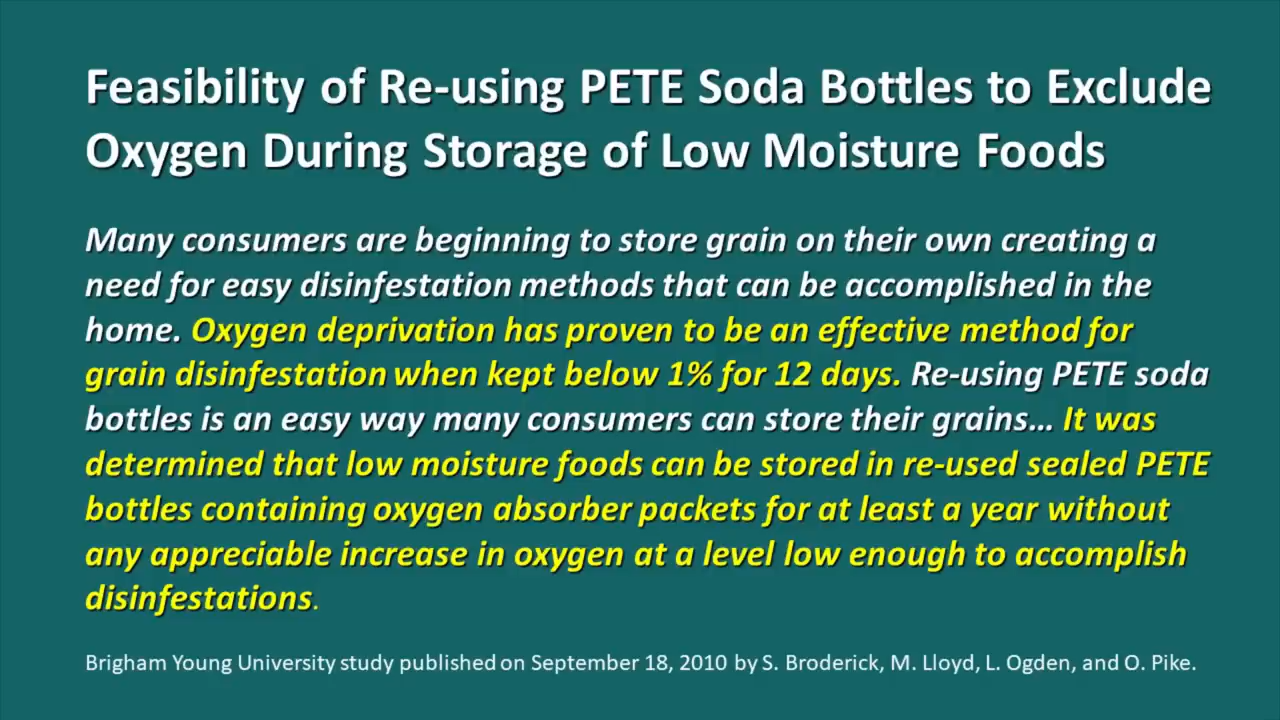 Feasibility of Re-using PETE Soda Bottles to Exclude
Oxygen During Storage of Low Moisture Foods
Many consumers are beginning to store grain on their own creating a
need for easy disinfestation methods that can be accomplished in the
home. Oxygen deprivation has proven to be an effective method for
grain disinfestation when kept below 1% for 12 days. Re-using PETE soda
bottles is an easy way many consumers can store their grains... It was
determined that low moisture foods can be stored in re-used sealed PETE
bottles containing oxygen absorber packets for at least a year without
any appreciable increase in oxygen at a level low enough to accomplish
disinfestations.
Brigham Young University study published on September 18, 2010 by S. Broderick, M. Lloyd, L. Ogden, and O. Pike.